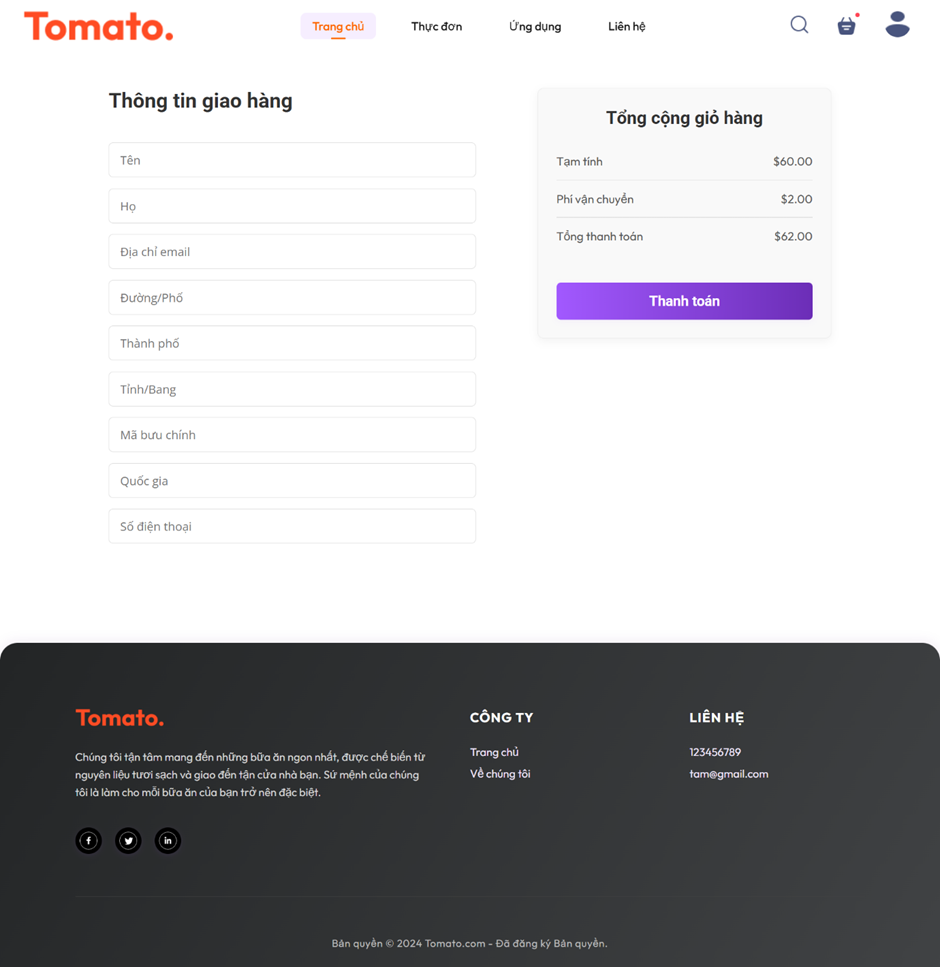 Tomato.
Trang chủ
Thực đơn
Ứng dụng
Liên hệ
Thông tin giao hàng
Tên
Họ
Địa chỉ email
Đường/Phố
Thành phố
Tỉnh/Bang
Mã bưu chính
Quốc gia
Số điện thoại
Tổng cộng giỏ hàng
Tạm tính $60.00
Phí vận chuyển $2.00
Tổng thanh toán $62.00
Thanh toán
Tomato.
Chúng tôi tận tâm mang đến những bữa ăn ngon nhất, được chế biến từ
nguyên liệu tươi sạch và giao đến tận cửa nhà bạn. Sứ mệnh của chúng
tôi là làm cho mỗi bữa ăn của bạn trở nên đặc biệt.
CÔNG TY
Trang chủ
Về chúng tôi
LIÊN HỆ
123456789
tam@gmail.com
Bản quyền © 2024 Tomato.com - Đã đăng ký Bản quyền.